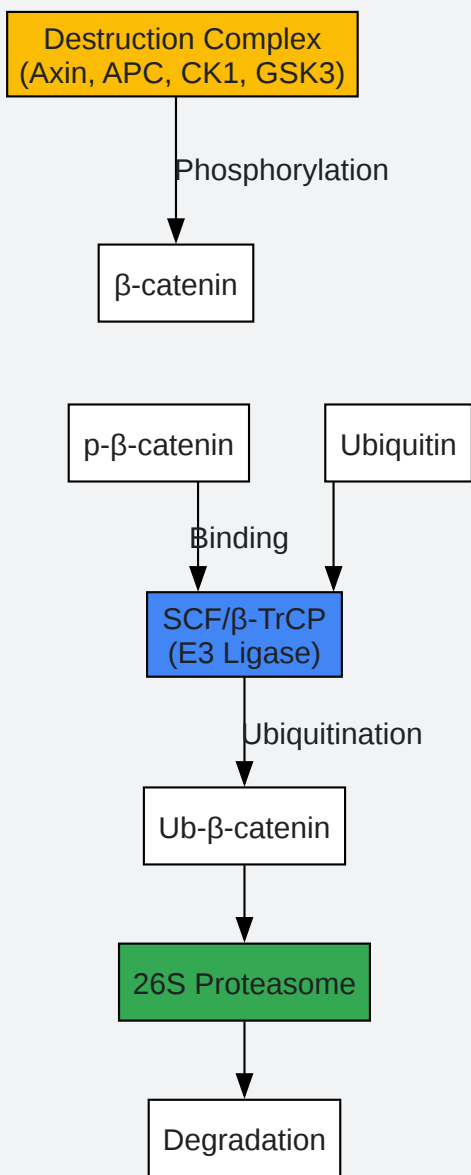 Destruction Complex
(Axin, APC, CK1, GSK3)
Phosphorylation
β-catenin
p-β-catenin
Ubiquitin
Binding
SCF/β-TrCP
(E3 Ligase)
Ubiquitination
Ub-β-catenin
26S Proteasome
Degradation